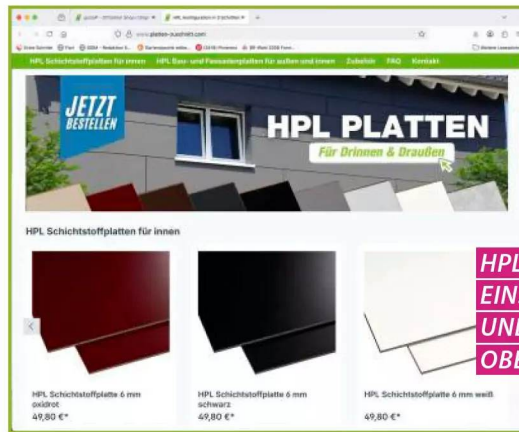 www.platten-zuschnitt.com
HPL Schichtstoffplatten für innen HPL Bau- und Fassadenplatten für außen und innen Zubehör FAQ Kontakt
JETZT
BESTELLEN
HPL PLATTEN
Für Drinnen & Draußen
HPL Schichtstoffplatten für innen
HPL
EIN
UNI
OBE
HPL Schichtstoffplatte 6 mm
oxidrot
49,80 €*
HPL Schichtstoffplatte 6 mm
schwarz
49,80 €*
HPL Schichtstoffplatte 6 mm weiß
49,80 €*